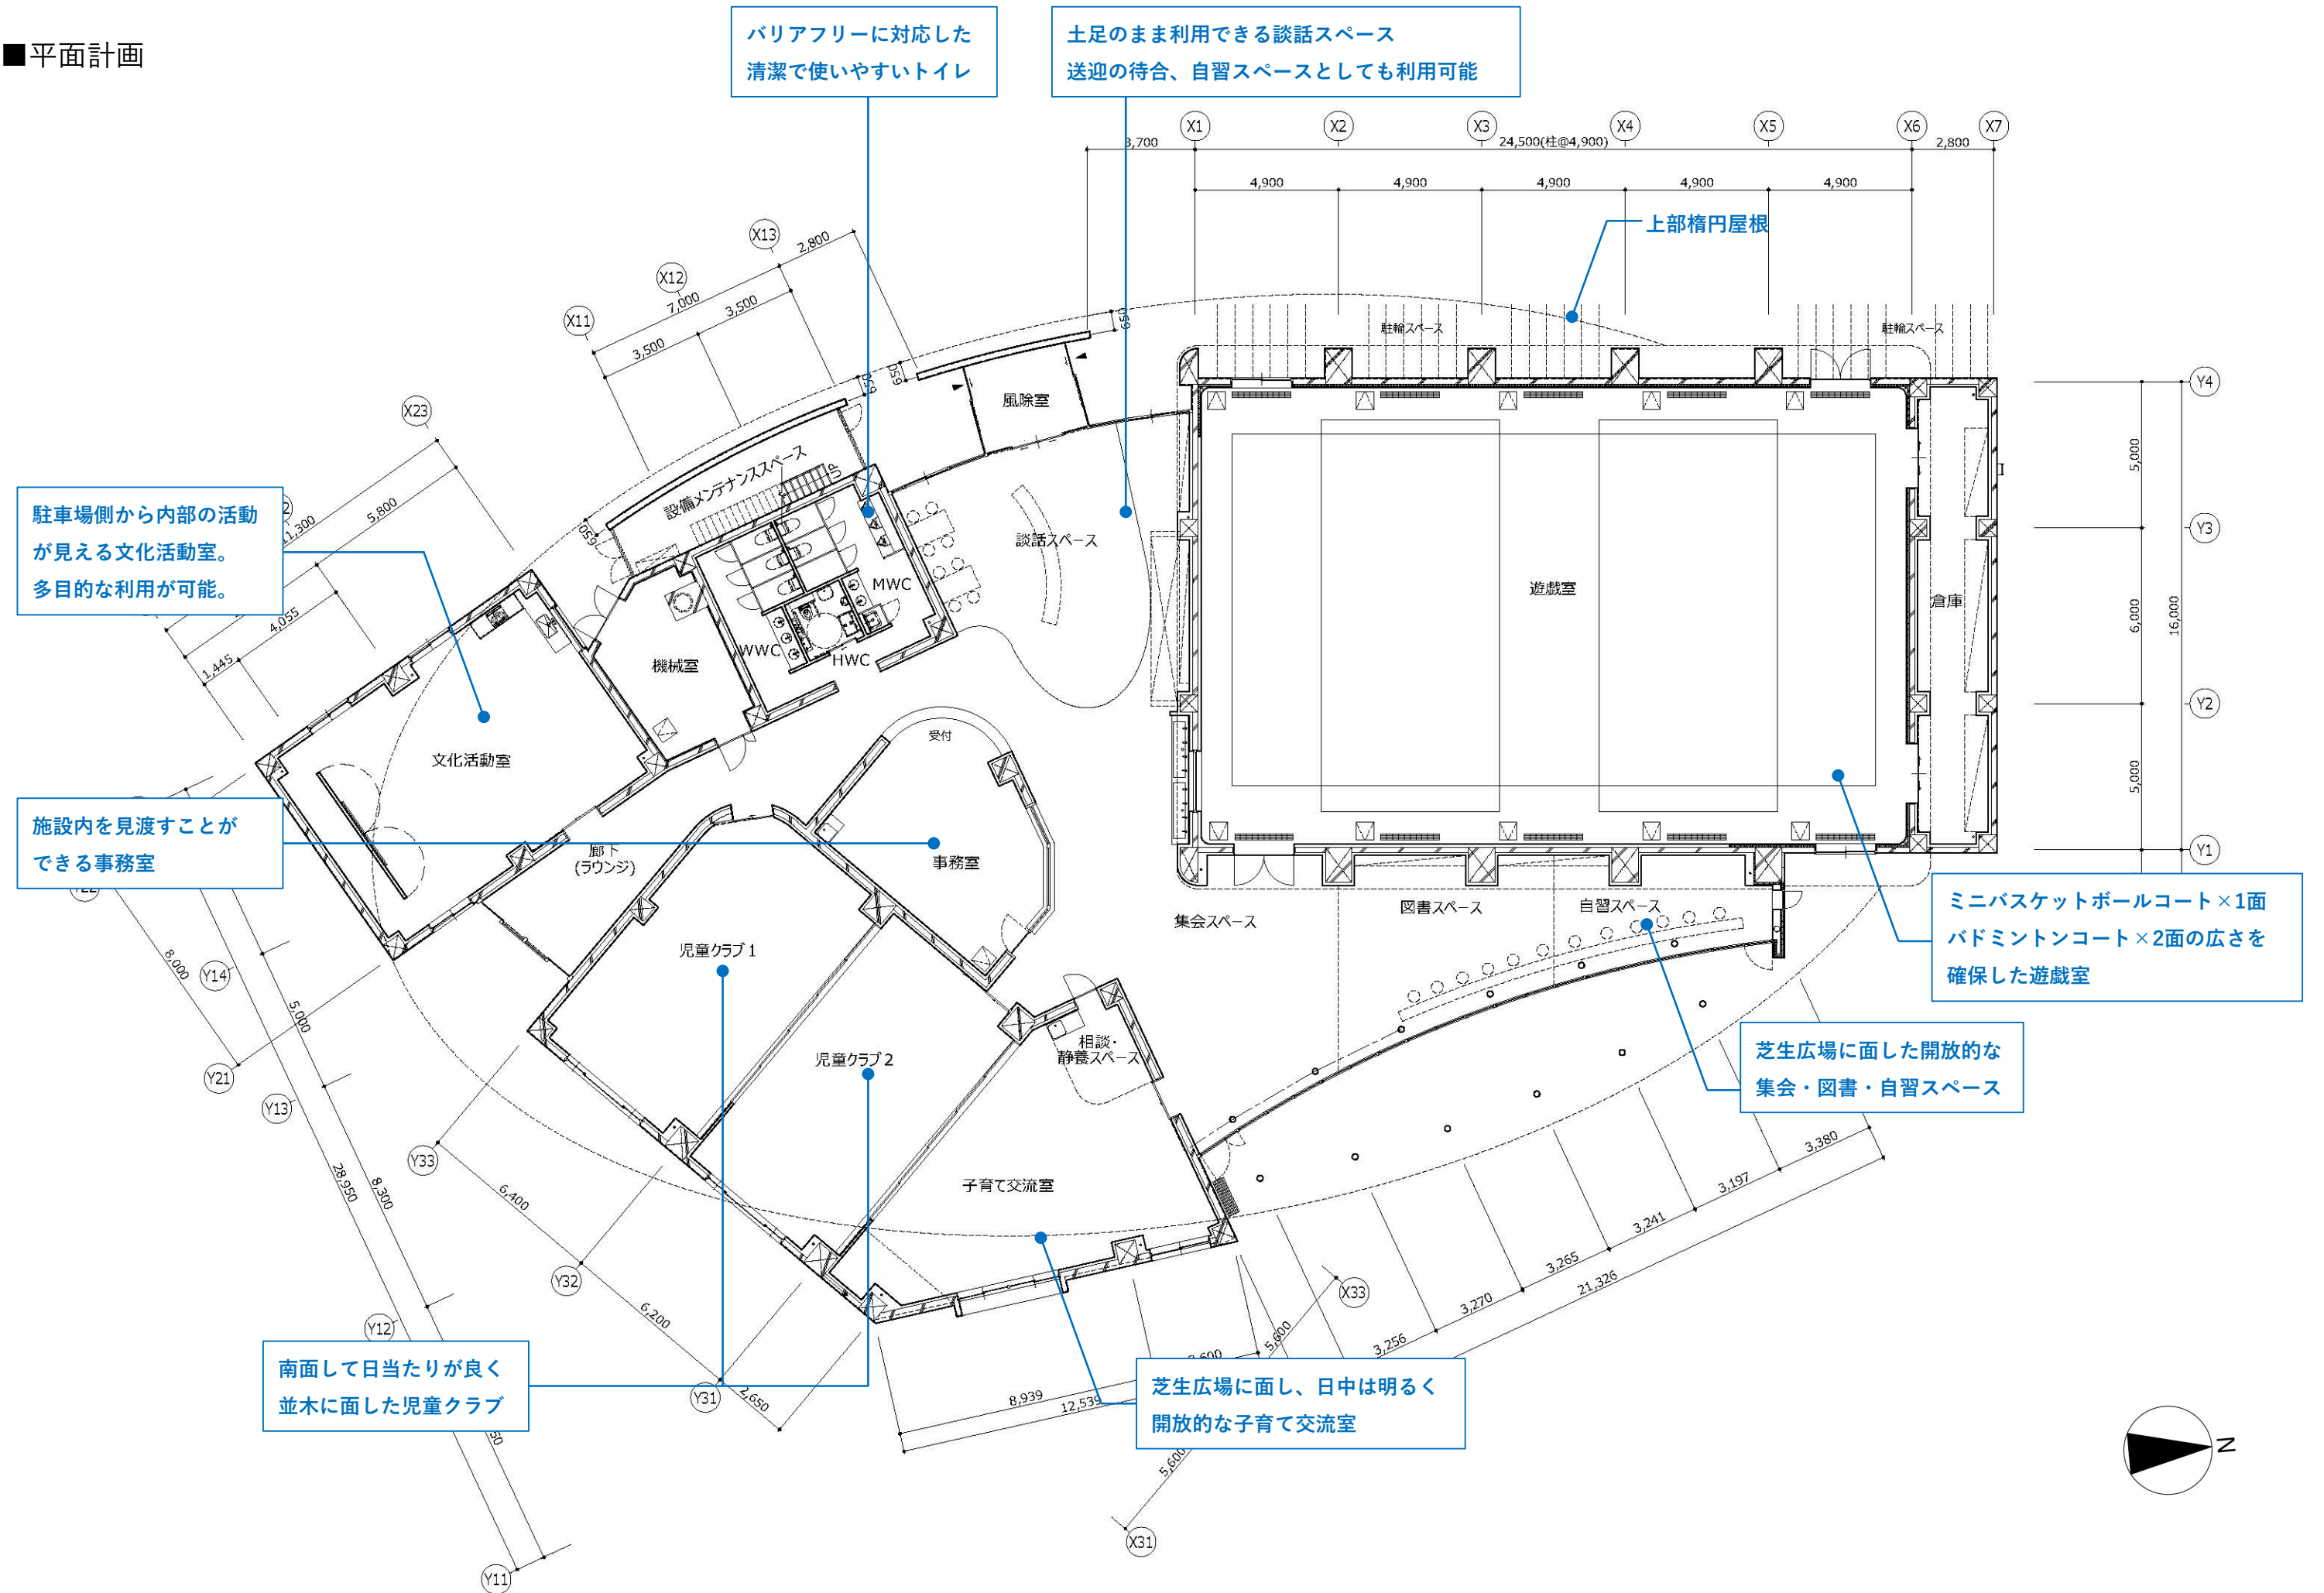 ■平面計画
バリアフリーに対応した
清潔で使いやすいトイレ
土足のまま利用できる談話スペース
送迎の待合、自習スペースとしても利用可能
X1
X2
X3
X4
X5
X6
X7
3,700
24,500(柱@4,900)
2,800
4,900
4,900
4,900
4,900
4,900
上部楕円屋根
X13
2,800
X12
7,000
3,500
X11
3,500
650
650
650
650
駐輪スペース
駐輪スペース
Y4
風除室
X23
設備メンテナンススペース
UP
5,800
11,300
4,055
1,445
駐車場側から内部の活動
が見える文化活動室。
多目的な利用が可能。
談話スペース
MWC
WWC
HWC
機械室
遊戯室
倉庫
5,000
Y3
6,000
16,000
Y2
5,000
Y1
文化活動室
受付
施設内を見渡すことが
できる事務室
廊下
(ラウンジ)
事務室
Y22
集会スペース
図書スペース
自習スペース
ミニバスケットボールコート×1面
バドミントンコート×2面の広さを
確保した遊戯室
8,000
Y14
児童クラブ1
5,000
Y21
児童クラブ2
相談・
静養スペース
芝生広場に面した開放的な
集会・図書・自習スペース
Y13
Y33
28,950
8,300
6,400
子育て交流室
3,380
3,197
3,241
3,265
21,326
3,270
3,256
Y32
6,200
X33
5,600
Y12
南面して日当たりが良く
並木に面した児童クラブ
Y31
2,650
8,939
12,539
芝生広場に面し、日中は明るく
開放的な子育て交流室
5,600
X31
Y11
N